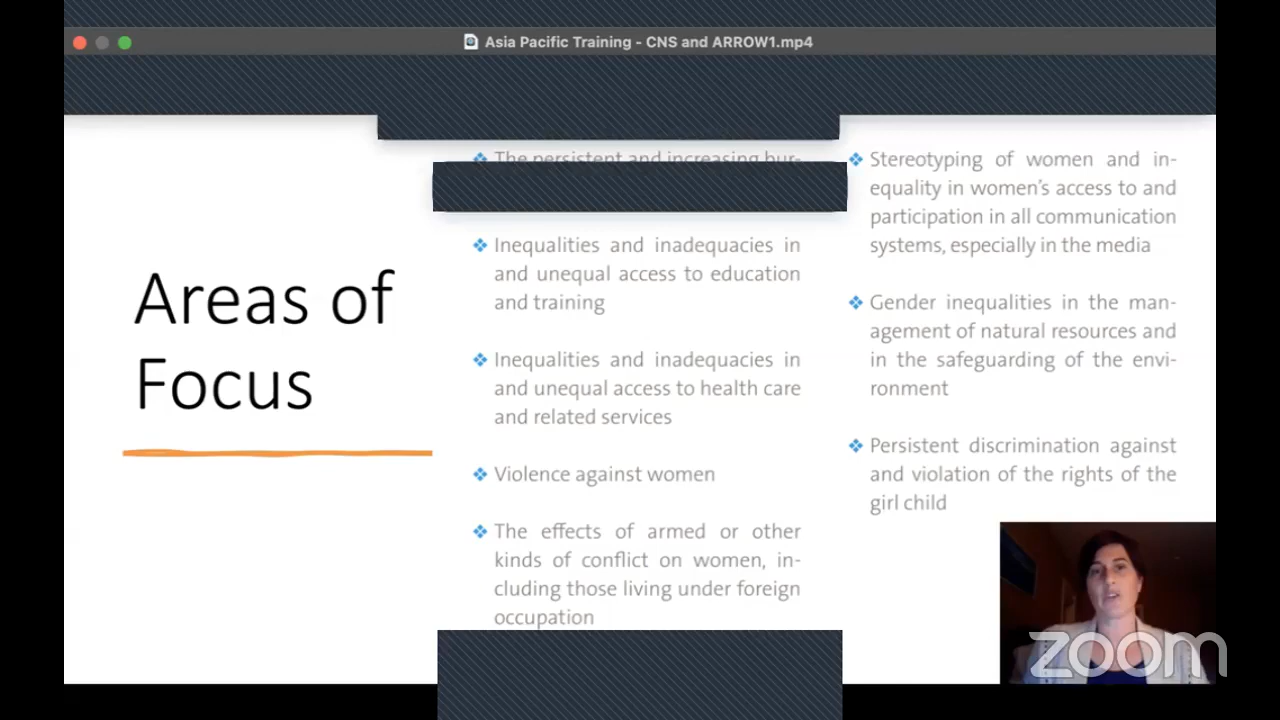 Asia Pacific Training - CNS and ARROW1.mp4
Areas of
Focus
The persistent and increasing bur-
Inequalities and inadequacies in
and unequal access to education
and training
Inequalities and inadequacies in
and unequal access to health care
and related services
Violence against women
The effects of armed or other
kinds of conflict on women, in-
cluding those living under foreign
occupation
Stereotyping of women and in-
equality in women's access to and
participation in all communication
systems, especially in the media
Gender inequalities in the man-
agement of natural resources and
in the safeguarding of the envi-
ronment
Persistent discrimination against
and violation of the rights of the
girl child
zoom